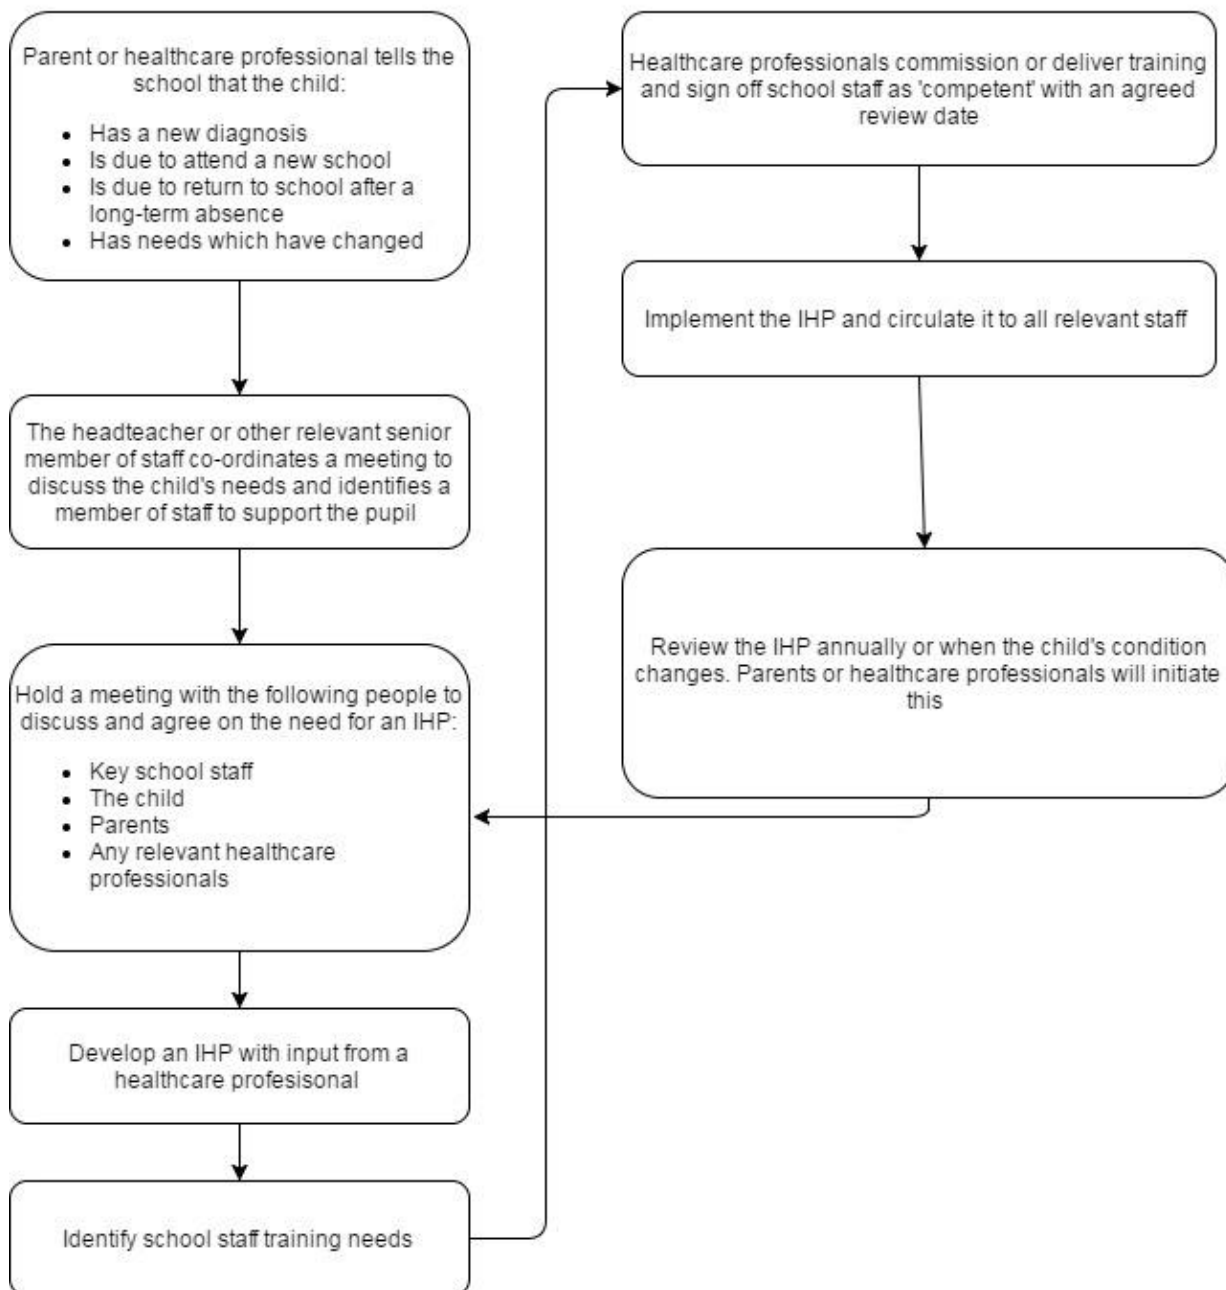 Parent or healthcare professional tells the
school that the child:
• Has a new diagnosis
• Is due to attend a new school
• Is due to return to school after a
long-term absence
• Has needs which have changed
The headteacher or other relevant senior
member of staff co-ordinates a meeting to
discuss the child's needs and identifies a
member of staff to support the pupil
Hold a meeting with the following people to
discuss and agree on the need for an IHP:
• Key school staff
• The child
• Parents
• Any relevant healthcare
professionals
Develop an IHP with input from a
healthcare profesisonal
Identify school staff training needs
Healthcare professionals commission or deliver training
and sign off school staff as 'competent' with an agreed
review date
Implement the IHP and circulate it to all relevant staff
Review the IHP annually or when the child's condition
changes. Parents or healthcare professionals will initiate
this